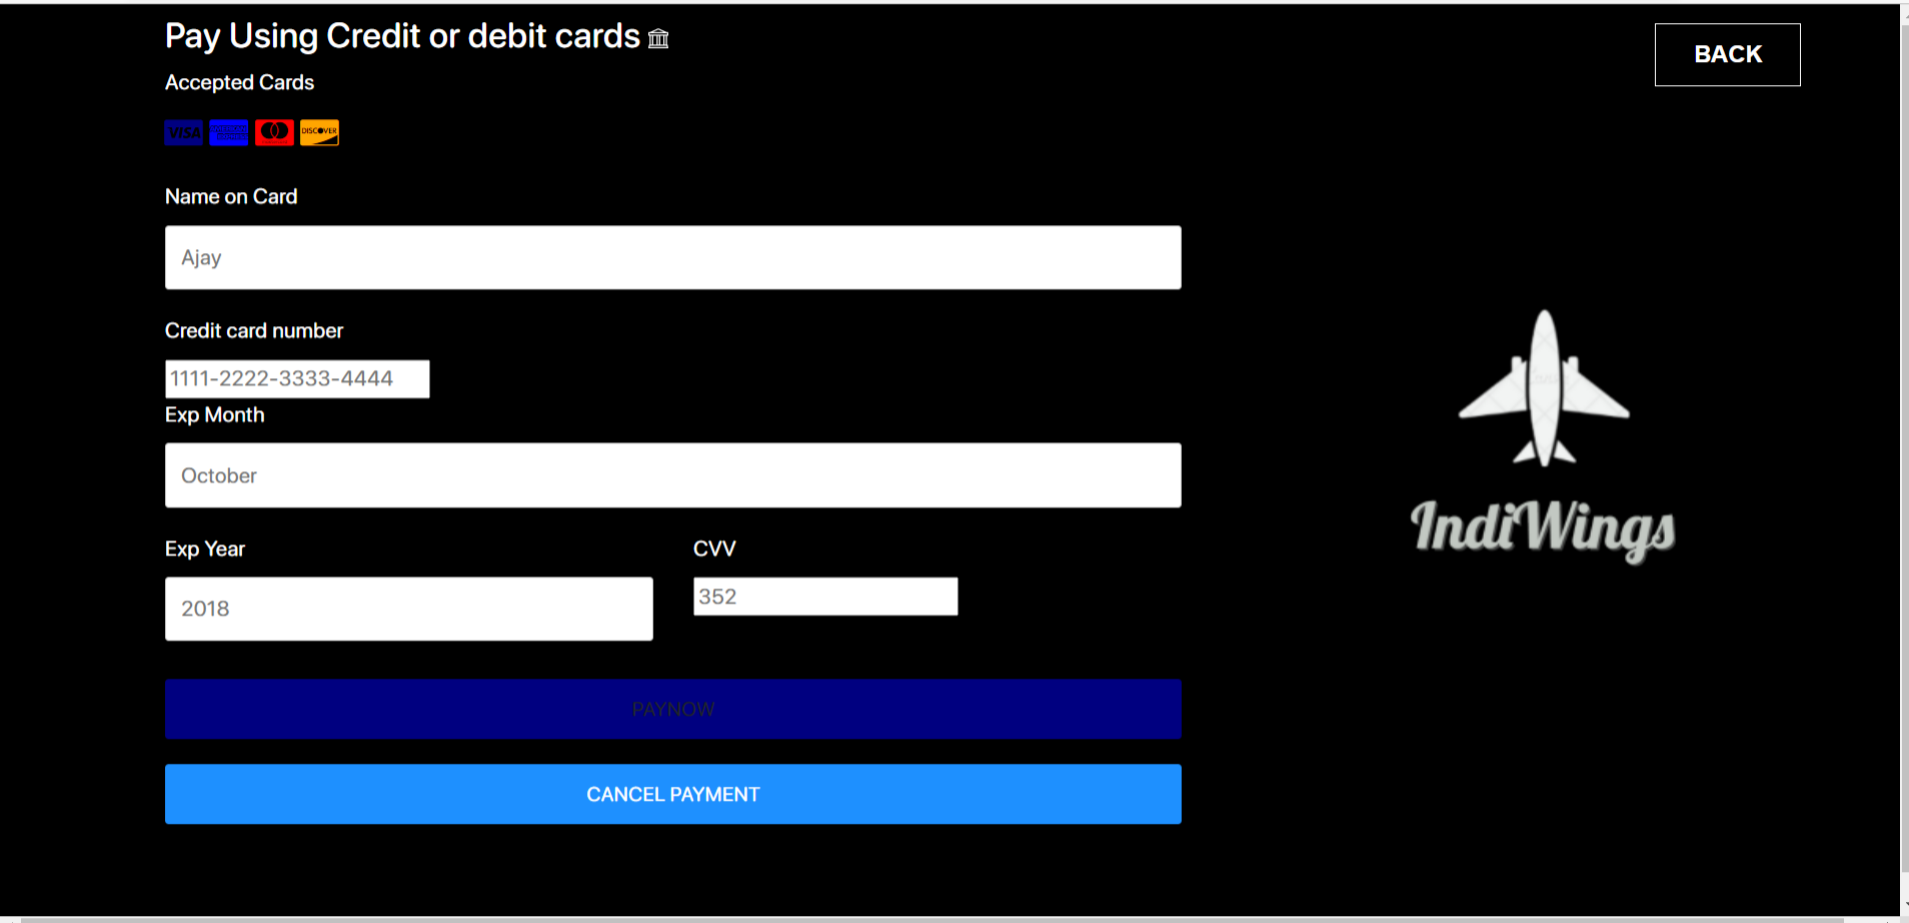 Pay Using Credit or debit cards
BACK
Accepted Cards
VISA DISCOVER
Name on Card
Ajay
Credit card number
1111-2222-3333-4444
Exp Month
October
IndiWings
Exp Year
CVV
2018
352
PAYNOW
CANCEL PAYMENT